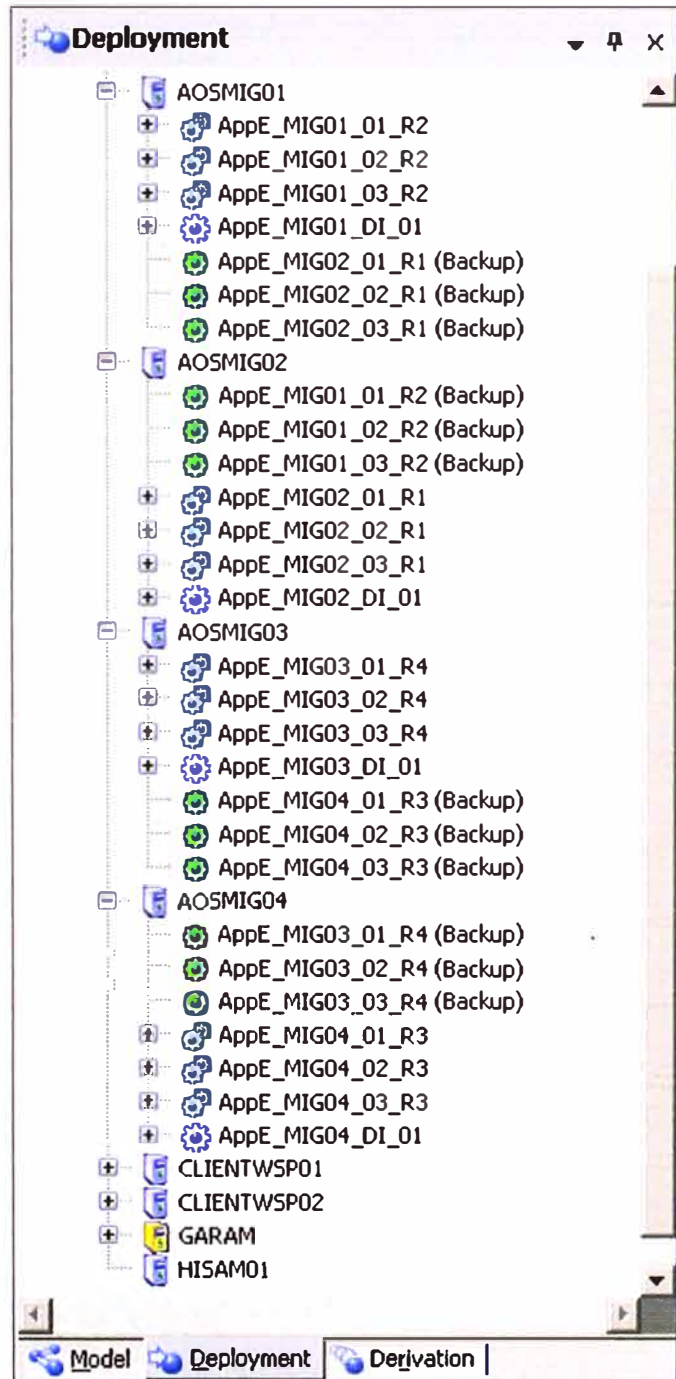 Deployment
AOSMIG01
AppE_MIG01_01_R2
AppE_MIG01_02_R2
AppE_MIG01_03_R2
AppE_MIG01_DI_01
AppE_MIG02_01_R1 (Backup)
AppE_MIG02_02_R1 (Backup)
AppE_MIG02_03_R1 (Backup)
AOSMIG02
AppE_MIG01_01_R2 (Backup)
AppE_MIG01_02_R2 (Backup)
AppE_MIG01_03_R2 (Backup)
AppE_MIG02_01_R1
AppE_MIG02_02_R1
AppE_MIG02_03_R1
AppE_MIG02_DI_01
AOSMIG03
AppE_MIG03_01_R4
AppE_MIG03_02_R4
AppE_MIG03_03_R4
AppE_MIG03_DI_01
AppE_MIG04_01_R3 (Backup)
AppE_MIG04_02_R3 (Backup)
AppE_MIG04_03_R3 (Backup)
AOSMIG04
AppE_MIG03_01_R4 (Backup)
AppE_MIG03_02_R4 (Backup)
AppE_MIG03_03_R4 (Backup)
AppE_MIG04_01_R3
AppE_MIG04_02_R3
AppE_MIG04_03_R3
AppE_MIG04_DI_01
CLIENTWSP01
CLIENTWSP02
GARAM
HISAM01
Model Deployment Derivation